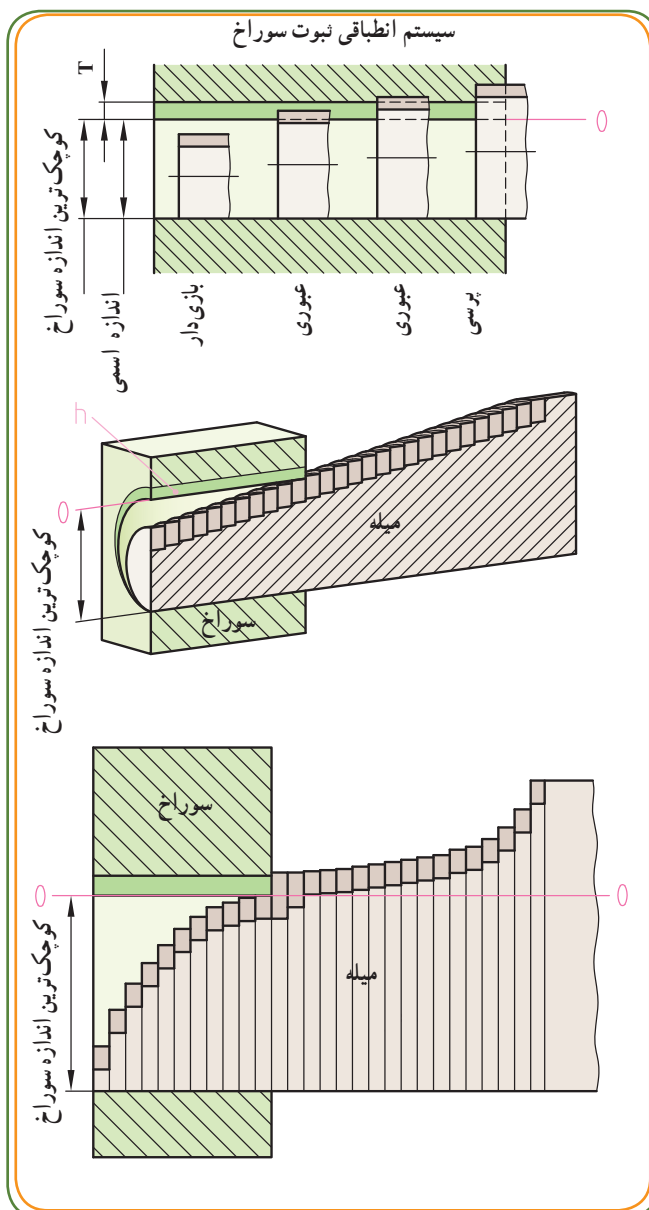 سیستم انطباقی ثبوت سوراخ
T
0
کوچک‌ترین اندازه سوراخ
اندازه اسمی
بازی‌دار
عبوری
عبوری
پرسی
h
0
کوچک‌ترین اندازه سوراخ
میله
سوراخ
سوراخ
0
0
کوچک‌ترین اندازه سوراخ
میله